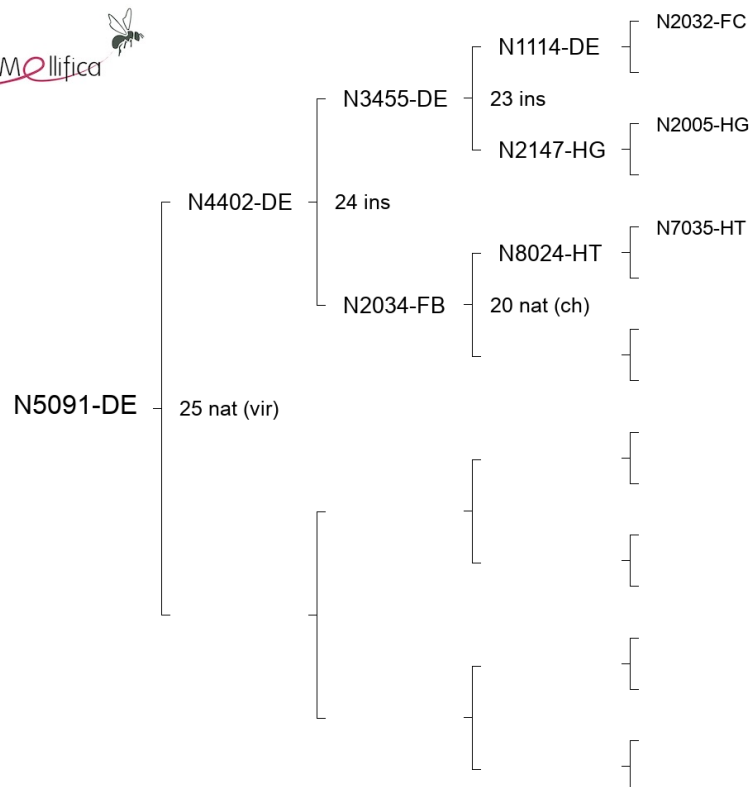 Mellifica
N2032-FC
N1114-DE
N3455-DE
23 ins
N2147-HG
N2005-HG
N4402-DE
24 ins
N8024-HT
N7035-HT
N2034-FB
20 nat (ch)
N5091-DE
25 nat (vir)